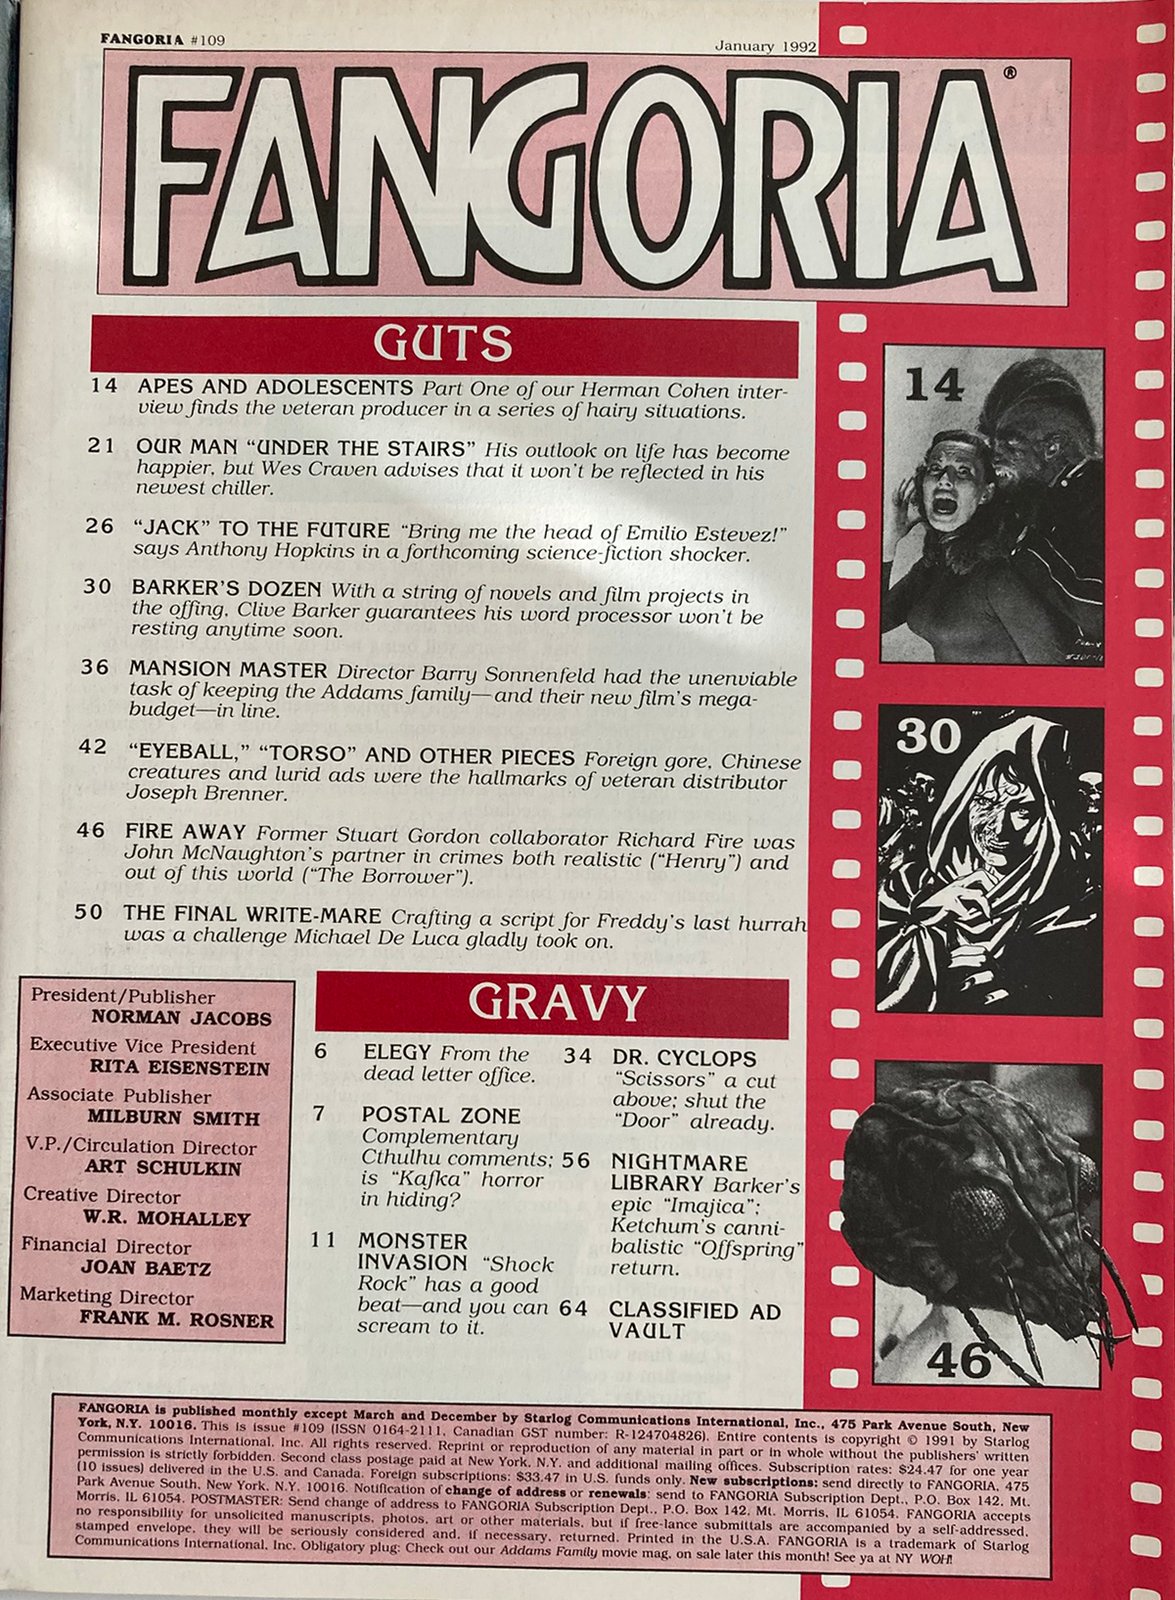 FANGORIA #109
January 1992
FANGORIA®
GUTS
14 APES AND ADOLESCENTS Part One of our Herman Cohen inter-
view finds the veteran producer in a series of hairy situations.
21 OUR MAN “UNDER THE STAIRS” His outlook on life has become
happier, but Wes Craven advises that it won’t be reflected in his
newest chiller.
26 “JACK” TO THE FUTURE “Bring me the head of Emilio Estevez!”
says Anthony Hopkins in a forthcoming science-fiction shocker.
30 BARKER’S DOZEN With a string of novels and film projects in
the offing, Clive Barker guarantees his word processor won’t be
resting anytime soon.
36 MANSION MASTER Director Barry Sonnenfeld had the unenviable
task of keeping the Addams family—and their new film’s mega-
budget—in line.
42 “EYEBALL,” “TORSO” AND OTHER PIECES Foreign gore, Chinese
creatures and lurid ads were the hallmarks of veteran distributor
Joseph Brenner.
46 FIRE AWAY Former Stuart Gordon collaborator Richard Fire was
John McNaughton’s partner in crimes both realistic (“Henry”) and
out of this world (“The Borrower”).
50 THE FINAL WRITE-MARE Crafting a script for Freddy’s last hurrah
was a challenge Michael De Luca gladly took on.
14
30
46
President/Publisher
NORMAN JACOBS
Executive Vice President
RITA EISENSTEIN
Associate Publisher
MILBURN SMITH
V.P./Circulation Director
ART SCHULKIN
Creative Director
W.R. MOHALLEY
Financial Director
JOAN BAETZ
Marketing Director
FRANK M. ROSNER
GRAVY
6 ELEGY From the
dead letter office.
7 POSTAL ZONE
Complementary
Cthulhu comments;
is “Kafka” horror
in hiding?
11 MONSTER
INVASION “Shock
Rock” has a good
beat—and you can
scream to it.
34 DR. CYCLOPS
“Scissors” a cut
above; shut the
“Door” already.
56 NIGHTMARE
LIBRARY Barker’s
epic “Imajica”;
Ketchum’s canni-
balistic “Offspring”
return.
64 CLASSIFIED AD
VAULT
FANGORIA is published monthly except March and December by Starlog Communications International, Inc., 475 Park Avenue South, New
York, N.Y. 10016. This is issue #109 (ISSN 0164-2111, Canadian GST number: R-124704826). Entire contents is copyright © 1991 by Starlog
Communications International, Inc. All rights reserved. Reprint or reproduction of any material in part or in whole without the publishers’ written
permission is strictly forbidden. Second class postage paid at New York, N.Y. and additional mailing offices. Subscription rates: $24.47 for one year
(10 issues) delivered in the U.S. and Canada. Foreign subscriptions: $33.47 in U.S. funds only. New subscriptions: send directly to FANGORIA, 475
Park Avenue South, New York, N.Y. 10016. Notification of change of address or renewals: send to FANGORIA Subscription Dept., P.O. Box 142, Mt.
Morris, IL 61054. POSTMASTER: Send change of address to FANGORIA Subscription Dept., P.O. Box 142, Mt. Morris, IL 61054. FANGORIA accepts
no responsibility for unsolicited manuscripts, photos, art or other materials, but if free-lance submittals are accompanied by a self-addressed,
stamped envelope, they will be seriously considered and, if necessary, returned. Printed in the U.S.A. FANGORIA is a trademark of Starlog
Communications International, Inc. Obligatory plug: Check out our Addams Family movie mag, on sale later this month! See ya at NY WOH!